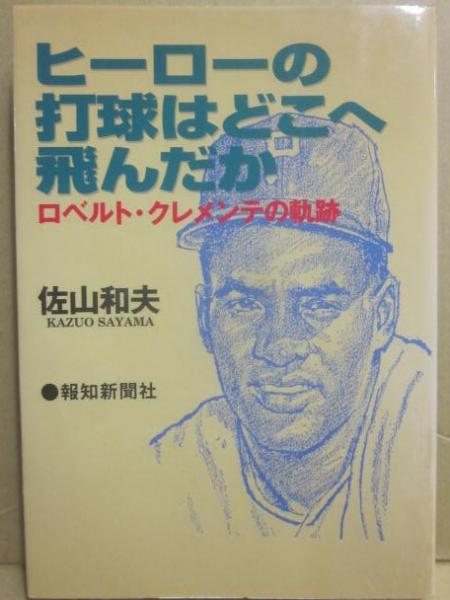 ヒーローの
打球はどこへ
飛んだか
ロベルト・クレメンテの軌跡
P
佐山和夫
KAZUO SAYAMA
●報知新聞社